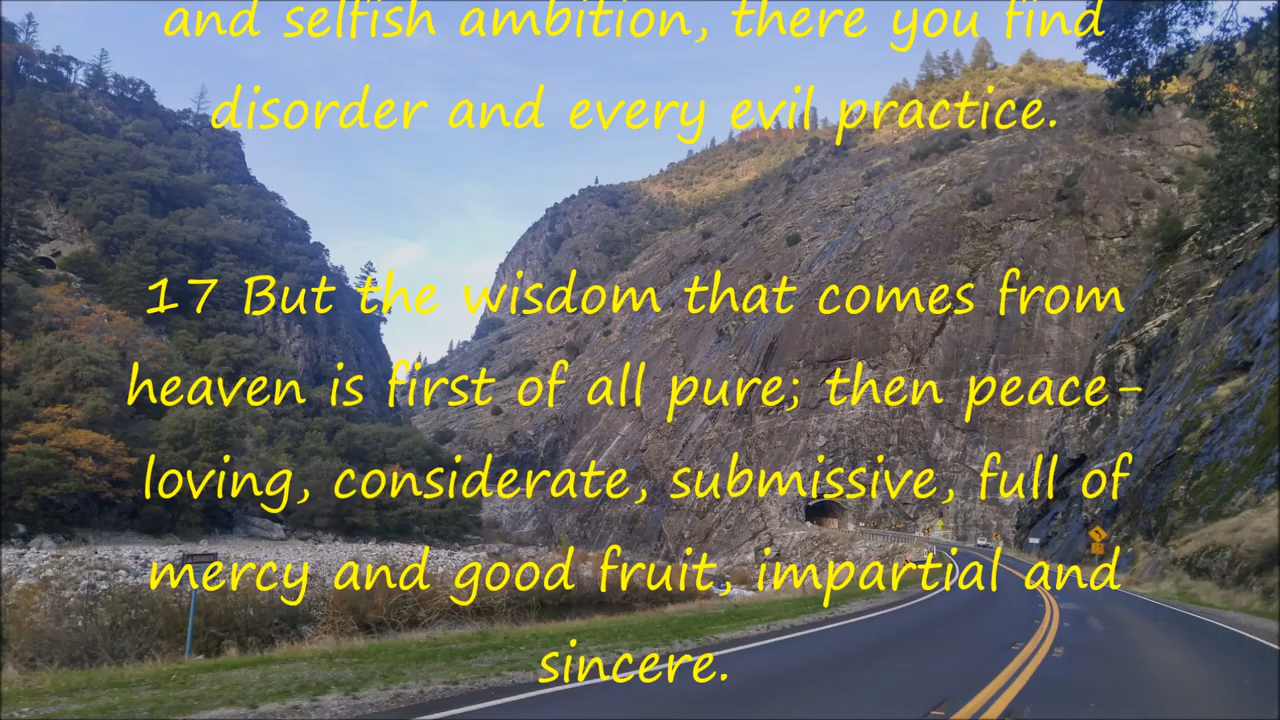 and selfish ambition, there you find
disorder and every evil practice.
17 But the wisdom that comes from
heaven is first of all pure; then peace-
loving, considerate, submissive, full of
mercy and good fruit, impartial and
sincere.